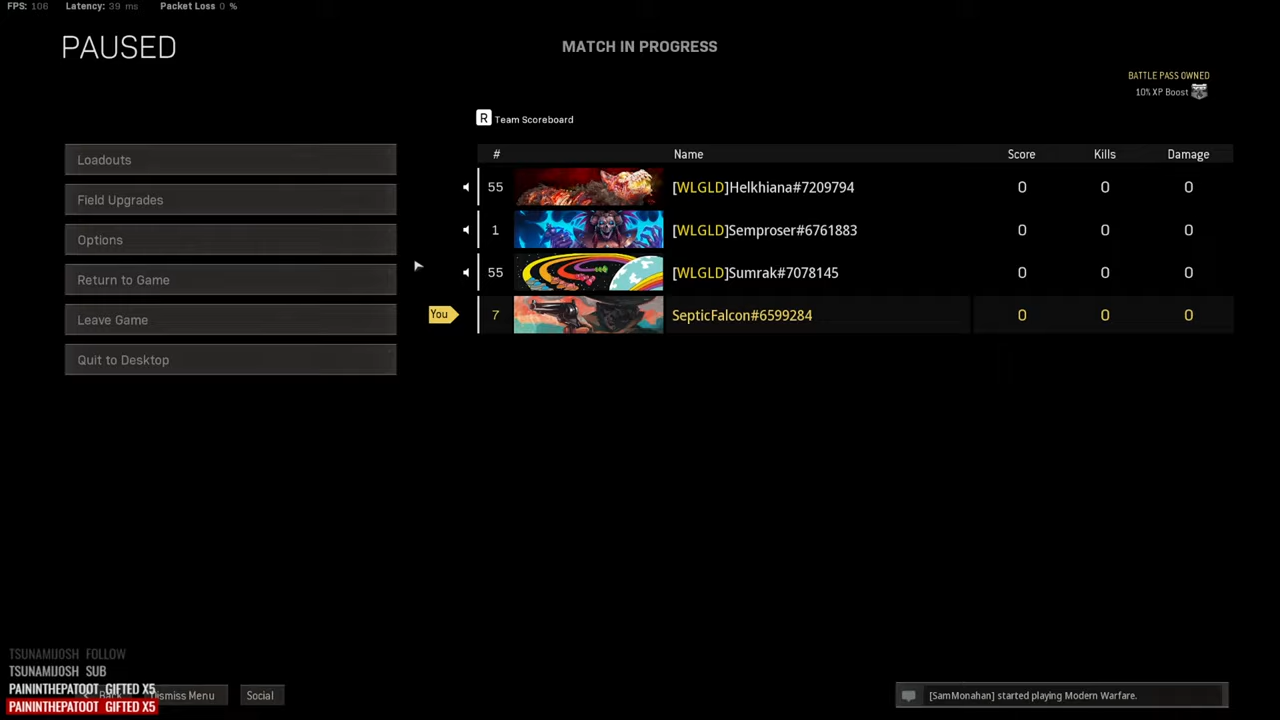 FPS: 106 Latency: 39 ms Packet Loss 0 %
PAUSED
MATCH IN PROGRESS
BATTLE PASS OWNED
10% XP Boost
R Team Scoreboard
# Name Score Kills Damage
55 [WLGLD]Helkhiana#7209794 0 0 0
1 [WLGLD]Semproser#6761883 0 0 0
55 [WLGLD]Sumrak#7078145 0 0 0
You 7 SepticFalcon#6599284 0 0 0
Loadouts
Field Upgrades
Options
Return to Game
Leave Game
Quit to Desktop
TSUNAMIJOSH FOLLOW
TSUNAMIJOSH SUB
PAININTHEPATOOT GIFTED X5
PAININTHEPATOOT GIFTED X5
Back
Dismiss Menu
Social
[SamMonahan] started playing Modern Warfare.